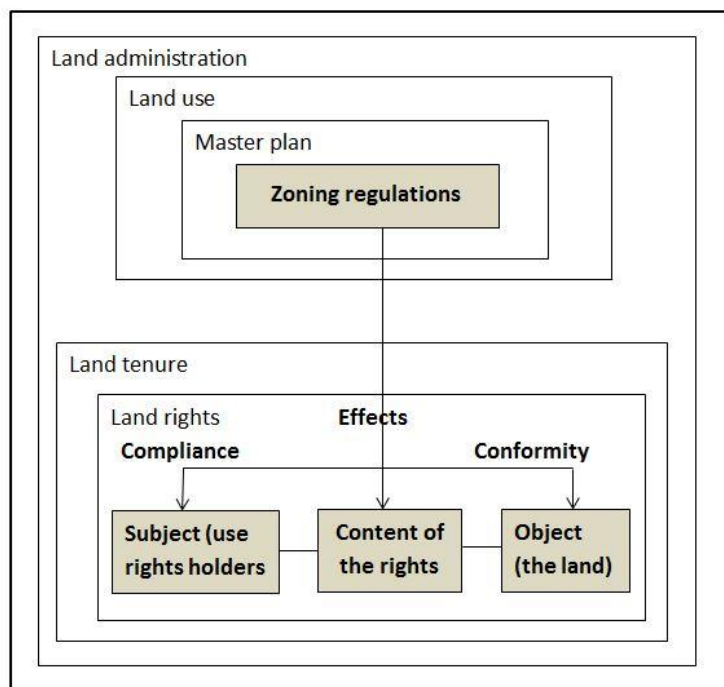 Land administration
Land use
Master plan
Zoning regulations
Land tenure
Land rights
Effects
Compliance
Conformity
Subject (use
rights holders
Content of
the rights
Object
(the land)